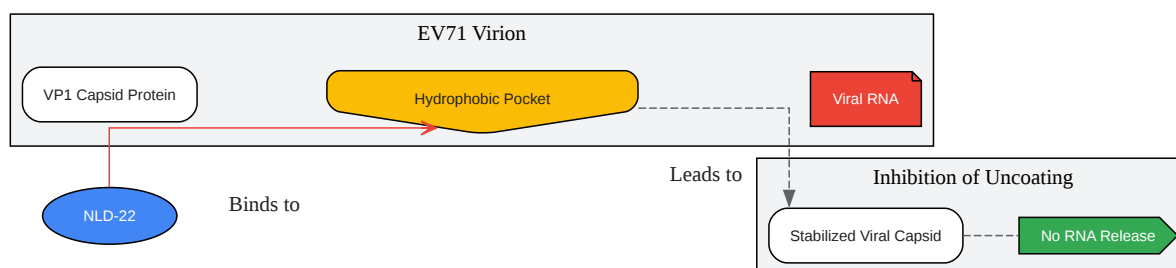 EV71 Virion
VP1 Capsid Protein
Hydrophobic Pocket
Viral RNA
Leads to
Inhibition of Uncoating
NLD-22
Binds to
Stabilized Viral Capsid
No RNA Release